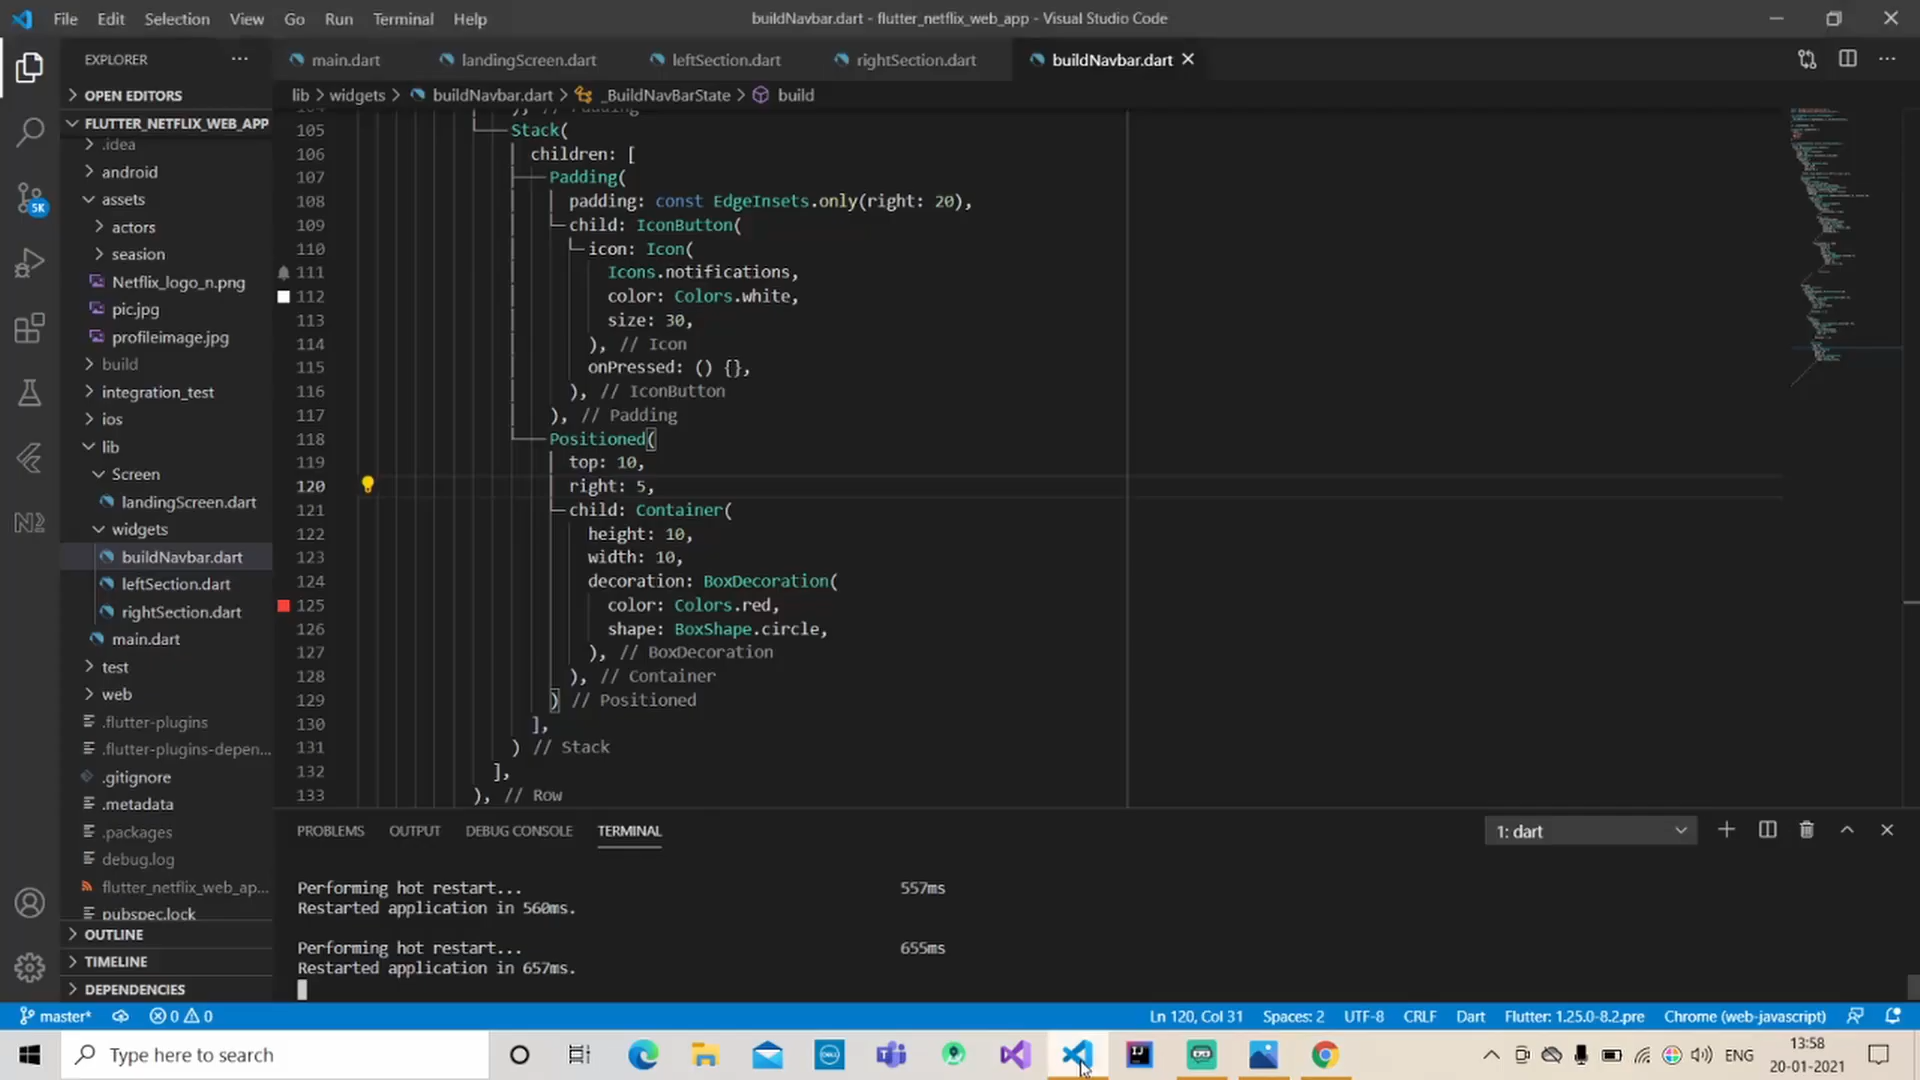 File Edit Selection View Go Run Terminal Help
buildNavbar.dart - flutter_netflix_web_app - Visual Studio Code
EXPLORER
main.dart
landingScreen.dart
leftSection.dart
rightSection.dart
buildNavbar.dart
OPEN EDITORS
lib > widgets > buildNavbar.dart > _BuildNavBarState > build
FLUTTER_NETFLIX_WEB_APP
.idea
android
assets
actors
seasion
Netflix_logo_n.png
pic.jpg
profileimage.jpg
build
integration_test
ios
lib
Screen
landingScreen.dart
widgets
buildNavbar.dart
leftSection.dart
rightSection.dart
main.dart
test
web
.flutter-plugins
.flutter-plugins-depen...
.gitignore
.metadata
.packages
debug.log
flutter_netflix_web_ap...
pubspec.lock
OUTLINE
TIMELINE
DEPENDENCIES
5K
105 Stack(
106 children: [
107 Padding(
108 padding: const EdgeInsets.only(right: 20),
109 child: IconButton(
110 icon: Icon(
111 Icons.notifications,
112 color: Colors.white,
113 size: 30,
114 ), // Icon
115 onPressed: () {},
116 ), // IconButton
117 ), // Padding
118 Positioned(
119 top: 10,
120 right: 5,
121 child: Container(
122 height: 10,
123 width: 10,
124 decoration: BoxDecoration(
125 color: Colors.red,
126 shape: BoxShape.circle,
127 ), // BoxDecoration
128 ), // Container
129 ) // Positioned
130 ],
131 ) // Stack
132 ],
133 ), // Row
PROBLEMS OUTPUT DEBUG CONSOLE TERMINAL
1: dart
Performing hot restart... 557ms
Restarted application in 560ms.
Performing hot restart... 655ms
Restarted application in 657ms.
master* 0 0
Ln 120, Col 31 Spaces: 2 UTF-8 CRLF Dart Flutter: 1.25.0-8.2.pre Chrome (web-javascript)
Type here to search
ENG
13:58
20-01-2021